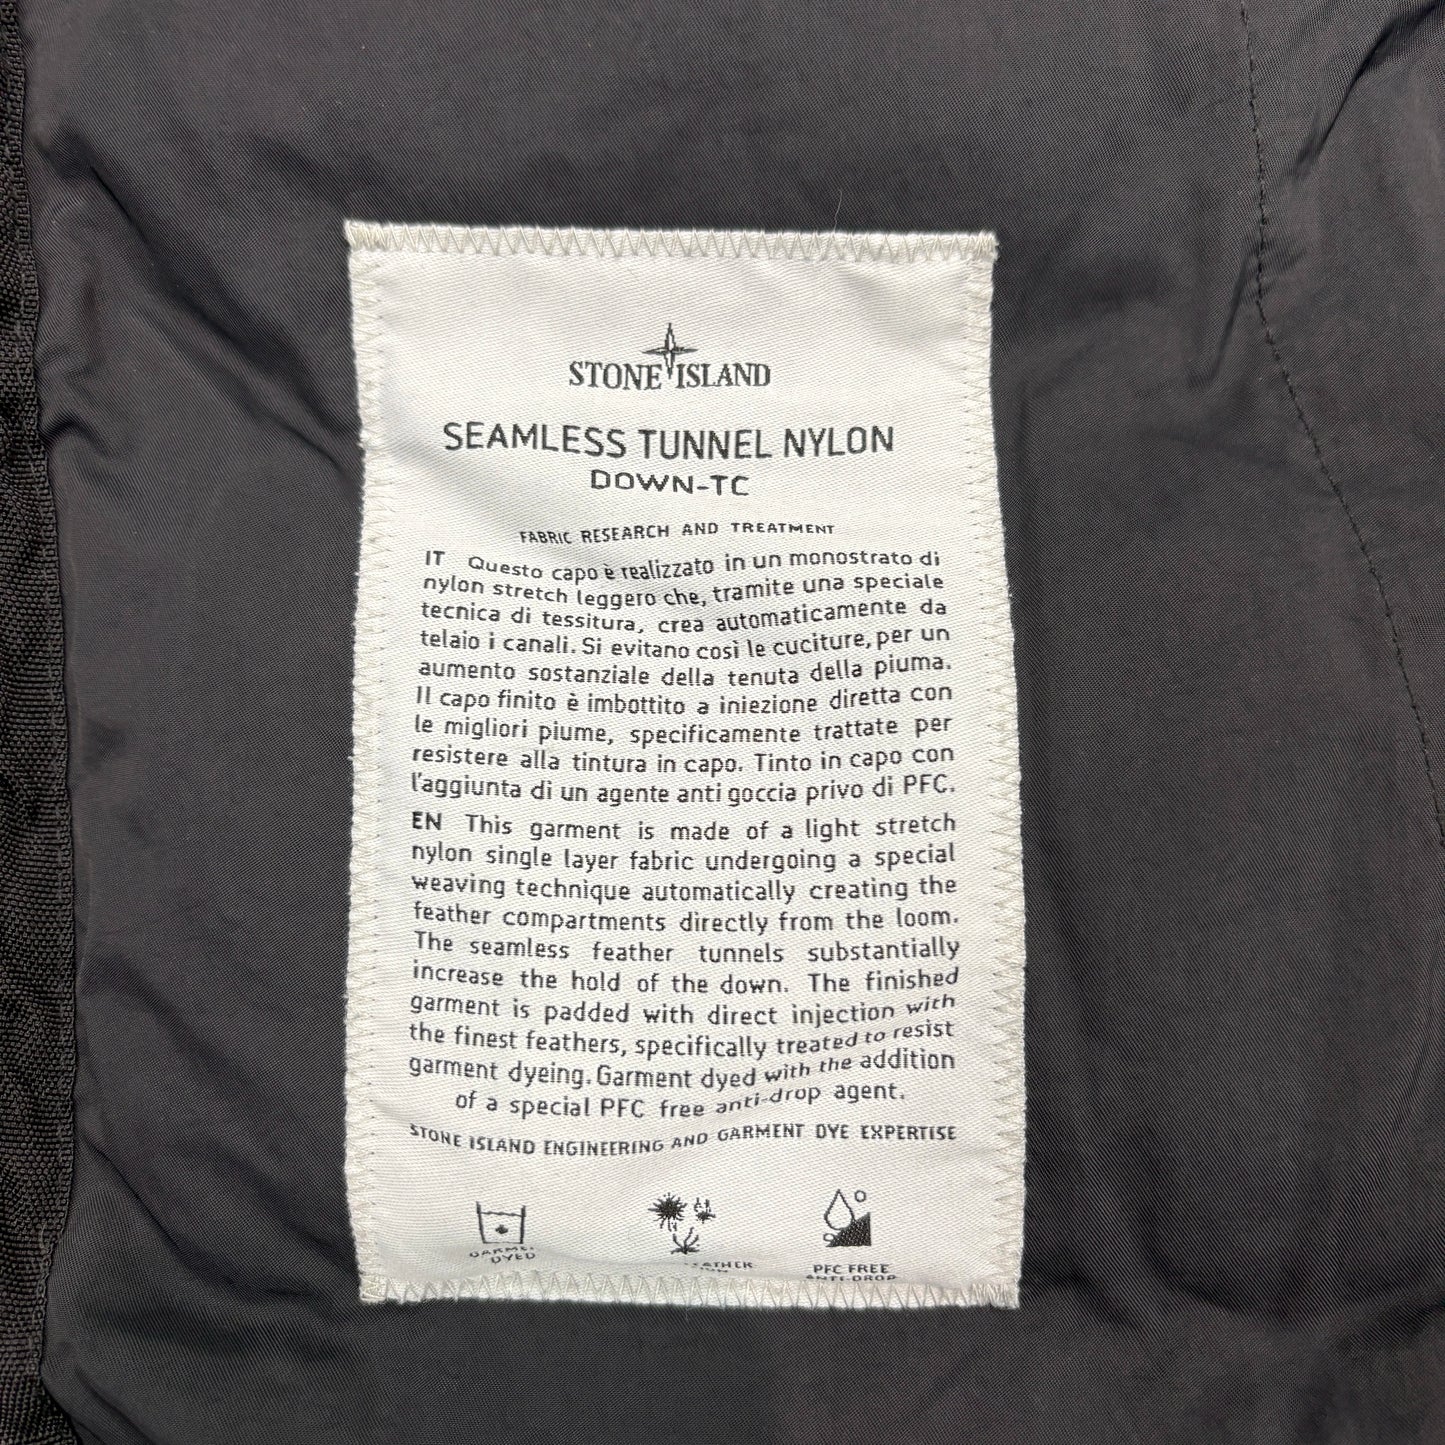 STONE ISLAND
SEAMLESS TUNNEL NYLON
DOWN-TC
FABRIC RESEARCH AND TREATMENT
IT Questo capo è realizzato in un monostrato di
nylon stretch leggero che, tramite una speciale
tecnica di tessitura, crea automaticamente da
telaio i canali. Si evitano così le cuciture, per un
aumento sostanziale della tenuta della piuma.
Il capo finito è imbottito a iniezione diretta con
le migliori piume, specificamente trattate per
resistere alla tintura in capo. Tinto in capo con
l'aggiunta di un agente anti goccia privo di PFC.
EN This garment is made of a light stretch
nylon single layer fabric undergoing a special
weaving technique automatically creating the
feather compartments directly from the loom.
The seamless feather tunnels substantially
increase the hold of the down. The finished
garment is padded with direct injection with
the finest feathers, specifically treated to resist
garment dyeing. Garment dyed with the addition
of a special PFC free anti-drop agent.
STONE ISLAND ENGINEERING AND GARMENT DYE EXPERTISE
DYED
PFC FREE
ANTI-DROP